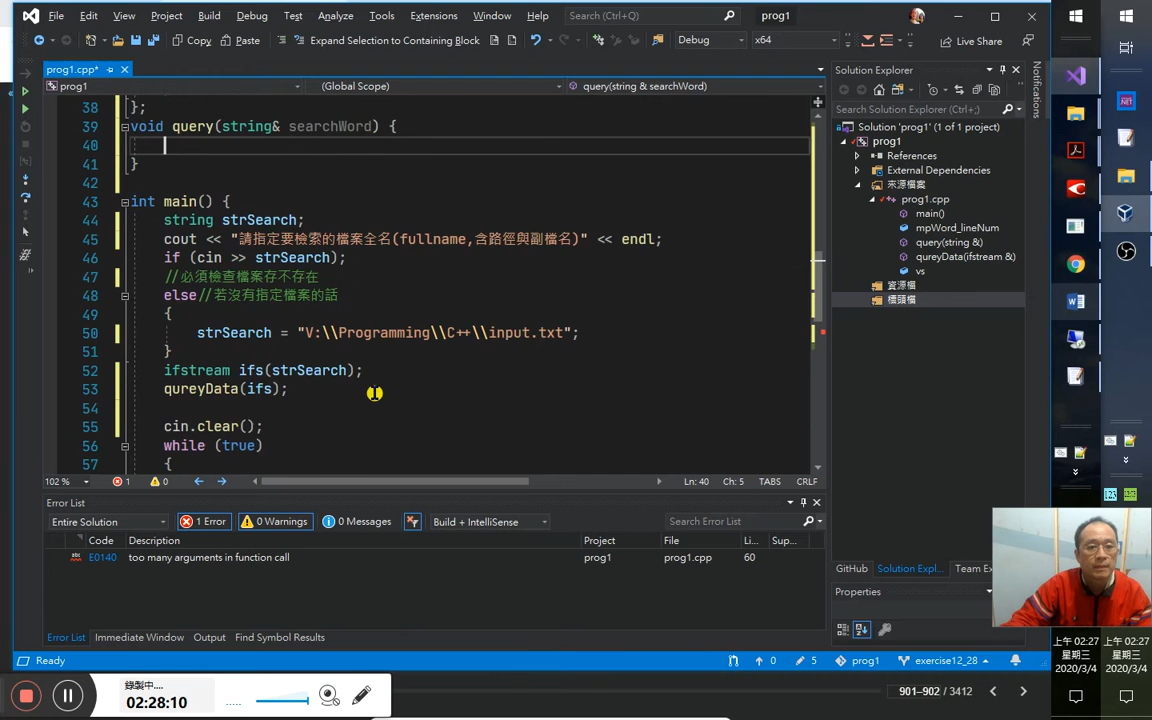 File Edit View Project Build Debug Test Analyze Tools Extensions Window Help Search (Ctrl+Q) prog1
Copy Paste Expand Selection to Containing Block Debug x64 Live Share
prog1.cpp*
prog1 (Global Scope) query(string & searchWord)
38 };
39 void query(string& searchWord) {
40
41 }
42
43 int main() {
44 string strSearch;
45 cout << "請指定要檢索的檔案全名(fullname,含路徑與副檔名)" << endl;
46 if (cin >> strSearch);
47 //必須檢查檔案存不存在
48 else//若沒有指定檔案的話
49 {
50 strSearch = "V:\\Programming\\C++\\input.txt";
51 }
52 ifstream ifs(strSearch);
53 qureyData(ifs);
54
55 cin.clear();
56 while (true)
57 {
102 % 1 0 Ln: 40 Ch: 5 TABS CRLF
Error List
Entire Solution 1 Error 0 Warnings 0 Messages Build + IntelliSense Search Error List
Code Description Project File Li... Sup...
E0140 too many arguments in function call prog1 prog1.cpp 60
Error List Immediate Window Output Find Symbol Results
Ready 0 5 prog1 exercise12_28
Solution Explorer
Search Solution Explorer (Ctrl+;)
Solution 'prog1' (1 of 1 project)
prog1
References
External Dependencies
來源檔案
prog1.cpp
main()
mpWord_lineNum
query(string &)
qureyData(ifstream &)
vs
資源檔
標頭檔
GitHub Solution Expl... Team Ex
Properties
Notifications
.NET
123 123
上午 02:27
星期三
2020/3/4
上午 02:27
星期三
2020/3/4
錄製中....
02:28:10
901–902 / 3412